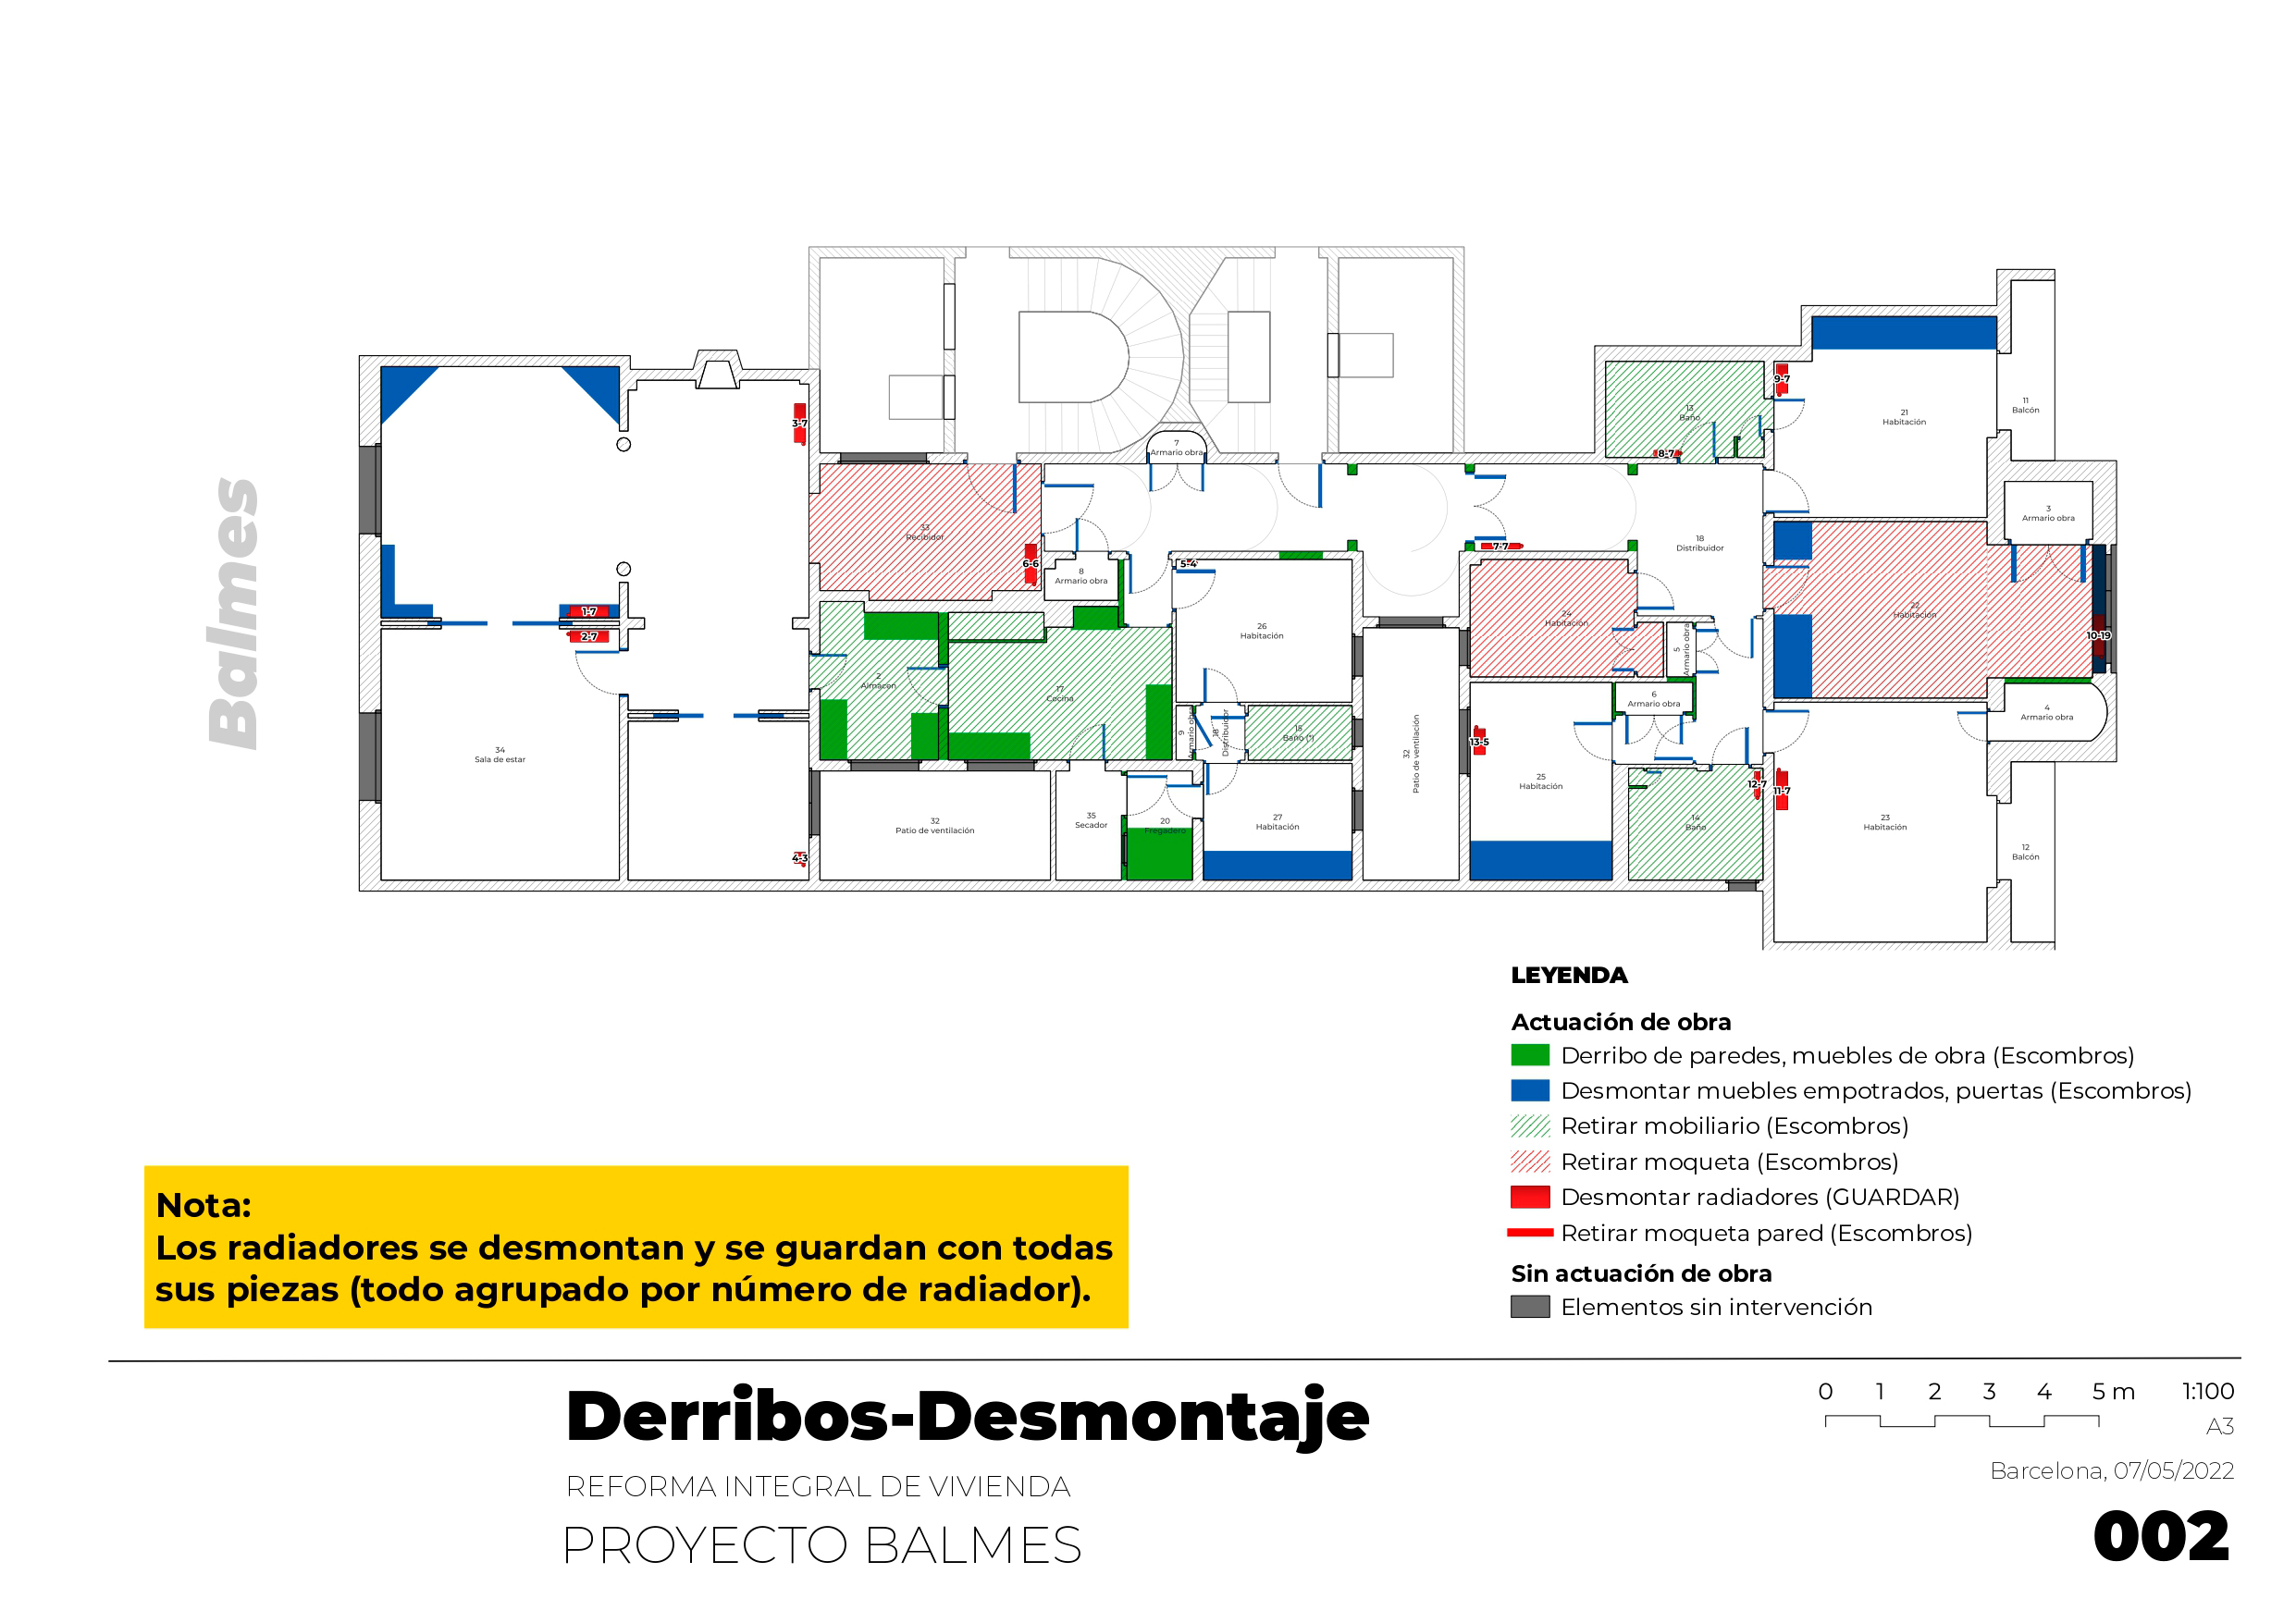 Balmes
7
Armario obra
13
Baño
9-7
21
Habitación
11
Balcón
3-7
8-7
33
Recibidor
6-6
8
Armario obra
5-4
7-7
18
Distribuidor
3
Armario obra
1-7
2-7
26
Habitación
24
Habitación
5
Armario obra
22
Habitación
10-19
2
Almacen
17
Cocina
6
Armario obra
4
Armario obra
34
Sala de estar
9
Armario obra
Distribuidor
15
Baño (*)
32
Patio de ventilación
13-5
25
Habitación
12-7
11-7
32
Patio de ventilación
35
Secador
20
Fregadero
27
Habitación
14
Baño
23
Habitación
12
Balcón
4-3
LEYENDA
Actuación de obra
Derribo de paredes, muebles de obra (Escombros)
Desmontar muebles empotrados, puertas (Escombros)
Retirar mobiliario (Escombros)
Retirar moqueta (Escombros)
Desmontar radiadores (GUARDAR)
Retirar moqueta pared (Escombros)
Sin actuación de obra
Elementos sin intervención
Nota:
Los radiadores se desmontan y se guardan con todas
sus piezas (todo agrupado por número de radiador).
Derribos-Desmontaje
REFORMA INTEGRAL DE VIVIENDA
PROYECTO BALMES
0 1 2 3 4 5 m 1:100
A3
Barcelona, 07/05/2022
002